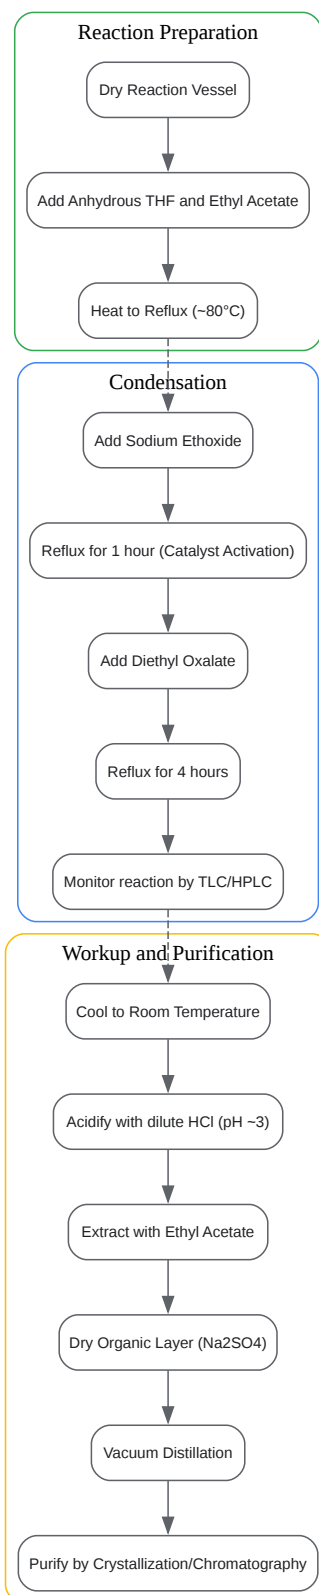 Reaction Preparation
Dry Reaction Vessel
Add Anhydrous THF and Ethyl Acetate
Heat to Reflux (~80°C)
Condensation
Add Sodium Ethoxide
Reflux for 1 hour (Catalyst Activation)
Add Diethyl Oxalate
Reflux for 4 hours
Monitor reaction by TLC/HPLC
Workup and Purification
Cool to Room Temperature
Acidify with dilute HCl (pH ~3)
Extract with Ethyl Acetate
Dry Organic Layer (Na2SO4)
Vacuum Distillation
Purify by Crystallization/Chromatography